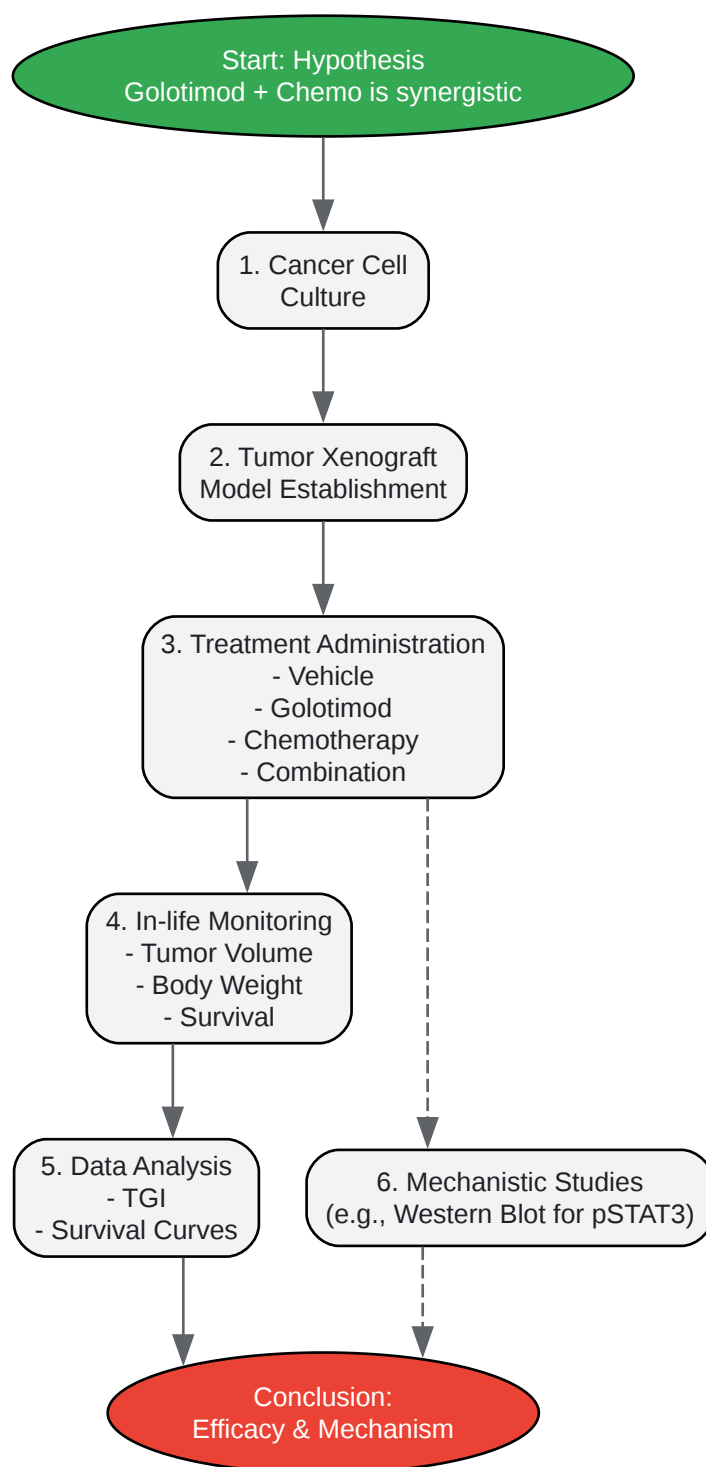 Start: Hypothesis
Golotimod + Chemo is synergistic
1. Cancer Cell
Culture
2. Tumor Xenograft
Model Establishment
3. Treatment Administration
- Vehicle
- Golotimod
- Chemotherapy
- Combination
4. In-life Monitoring
- Tumor Volume
- Body Weight
- Survival
5. Data Analysis
- TGI
- Survival Curves
6. Mechanistic Studies
(e.g., Western Blot for pSTAT3)
Conclusion:
Efficacy & Mechanism